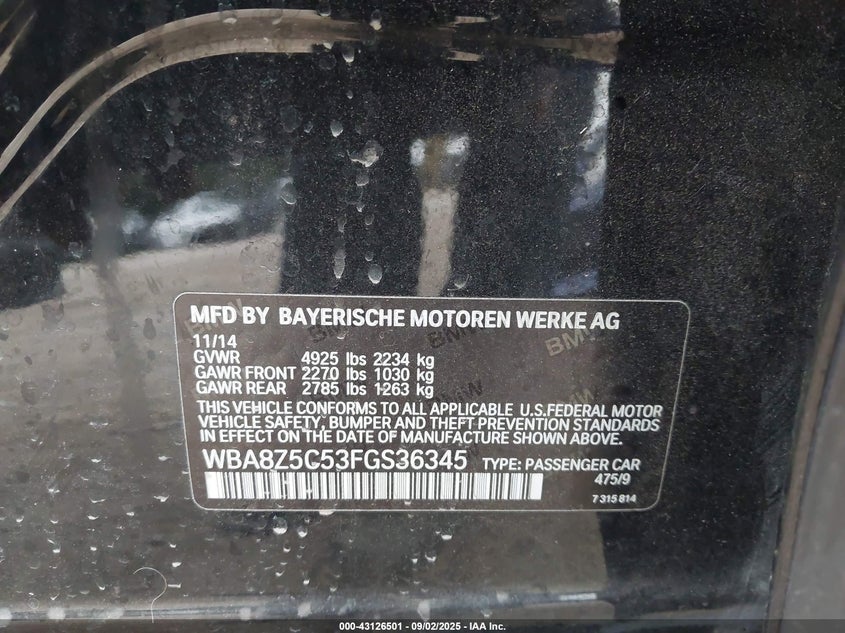 MFD BY BAYERISCHE MOTOREN WERKE AG
11/14
GVWR 4925 lbs 2234 kg
GAWR FRONT 2270 lbs 1030 kg
GAWR REAR 2785 lbs 1263 kg
THIS VEHICLE CONFORMS TO ALL APPLICABLE U.S.FEDERAL MOTOR
VEHICLE SAFETY, BUMPER AND THEFT PREVENTION STANDARDS
IN EFFECT ON THE DATE OF MANUFACTURE SHOWN ABOVE.
WBA8Z5C53FGS36345 TYPE: PASSENGER CAR
475/9
7 315 814
000-43126501 - 09/02/2025 - IAA Inc.